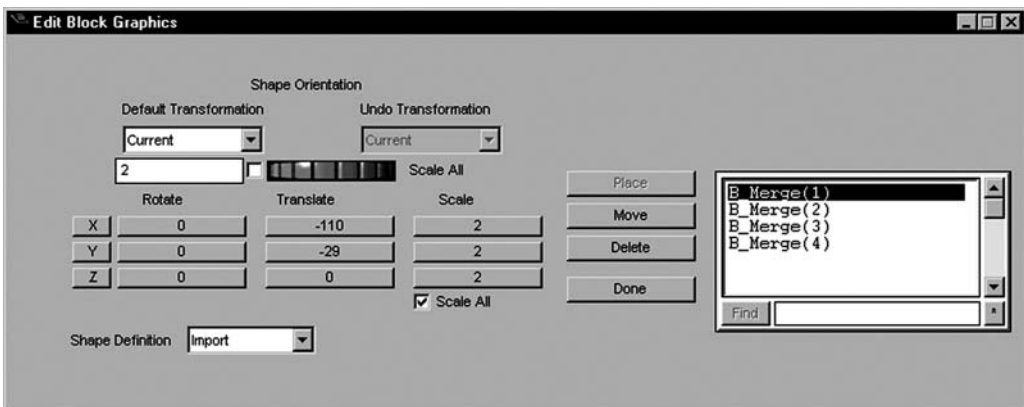 Edit Block Graphics
Shape Orientation
Default Transformation Undo Transformation
Current Current
2 Scale All
Rotate Translate Scale
X 0 -110 2
Y 0 -29 2
Z 0 0 2
Scale All
Shape Definition Import
Place
Move
Delete
Done
B_Merge(1)
B_Merge(2)
B_Merge(3)
B_Merge(4)
Find *